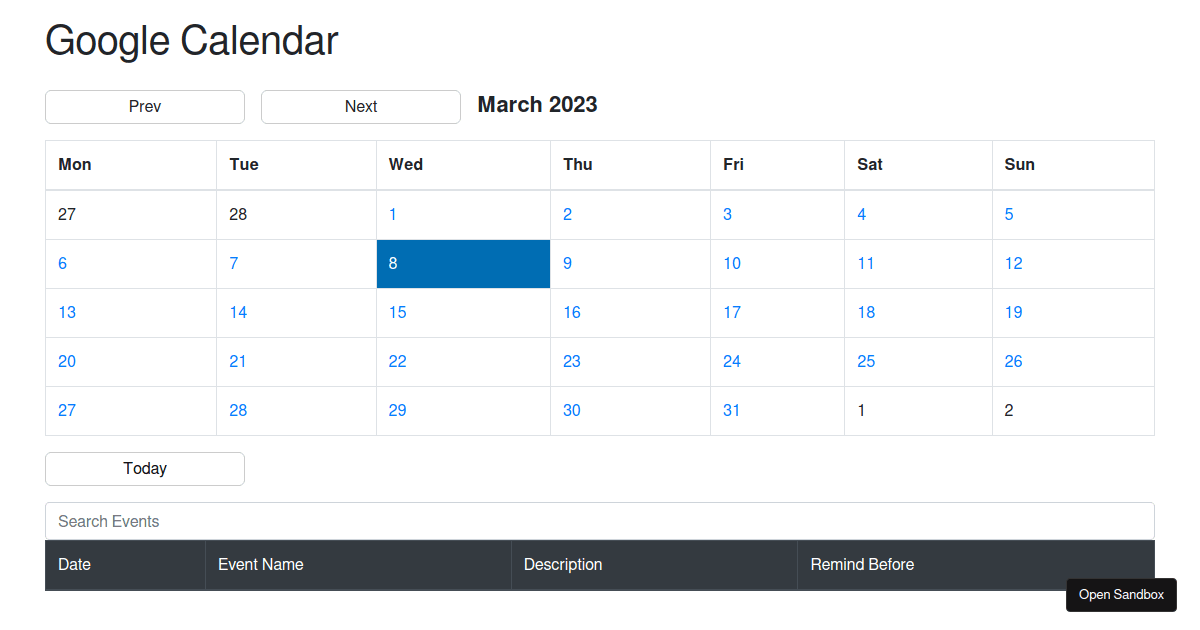 Google Calendar
Prev Next March 2023
Mon Tue Wed Thu Fri Sat Sun
27 28 1 2 3 4 5
6 7 8 9 10 11 12
13 14 15 16 17 18 19
20 21 22 23 24 25 26
27 28 29 30 31 1 2
Today
Search Events
Date Event Name Description Remind Before
Open Sandbox